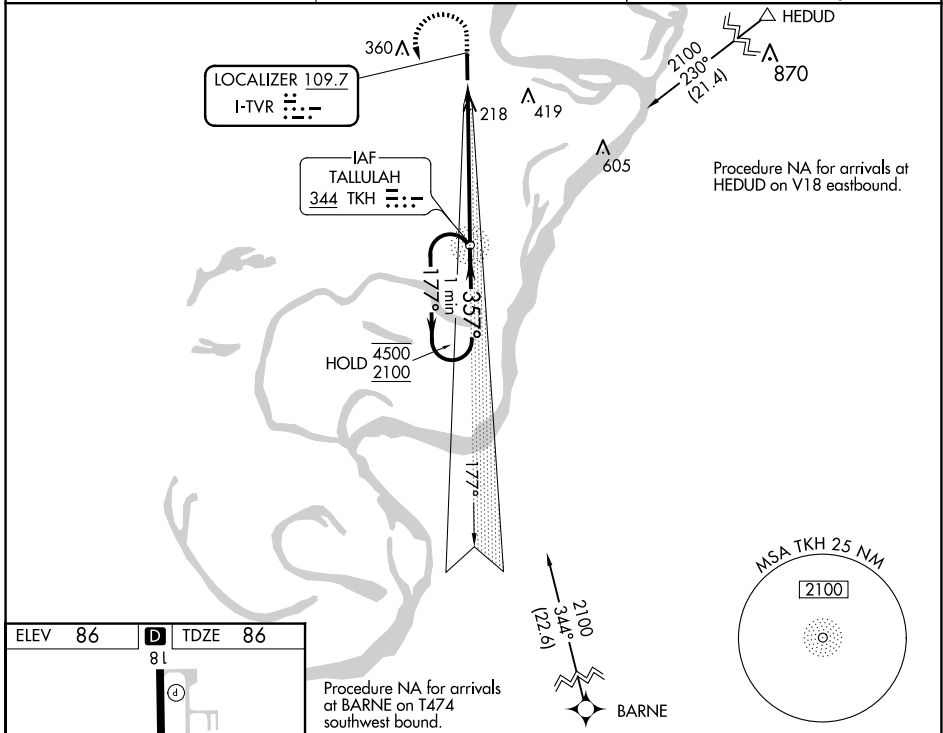 HEDUD
360
870
2100
230°
(21.4)
LOCALIZER 109.7
I-TVR
218
419
605
IAF
TALLULAH
344 TKH
Procedure NA for arrivals at
HEDUD on V18 eastbound.
177°
1 min
357°
HOLD 4500
2100
177°
MSA TKH 25 NM
2100
2100
344°
(22.6)
BARNE
ELEV 86 D TDZE 86
18
P
Procedure NA for arrivals
at BARNE on T474
southwest bound.